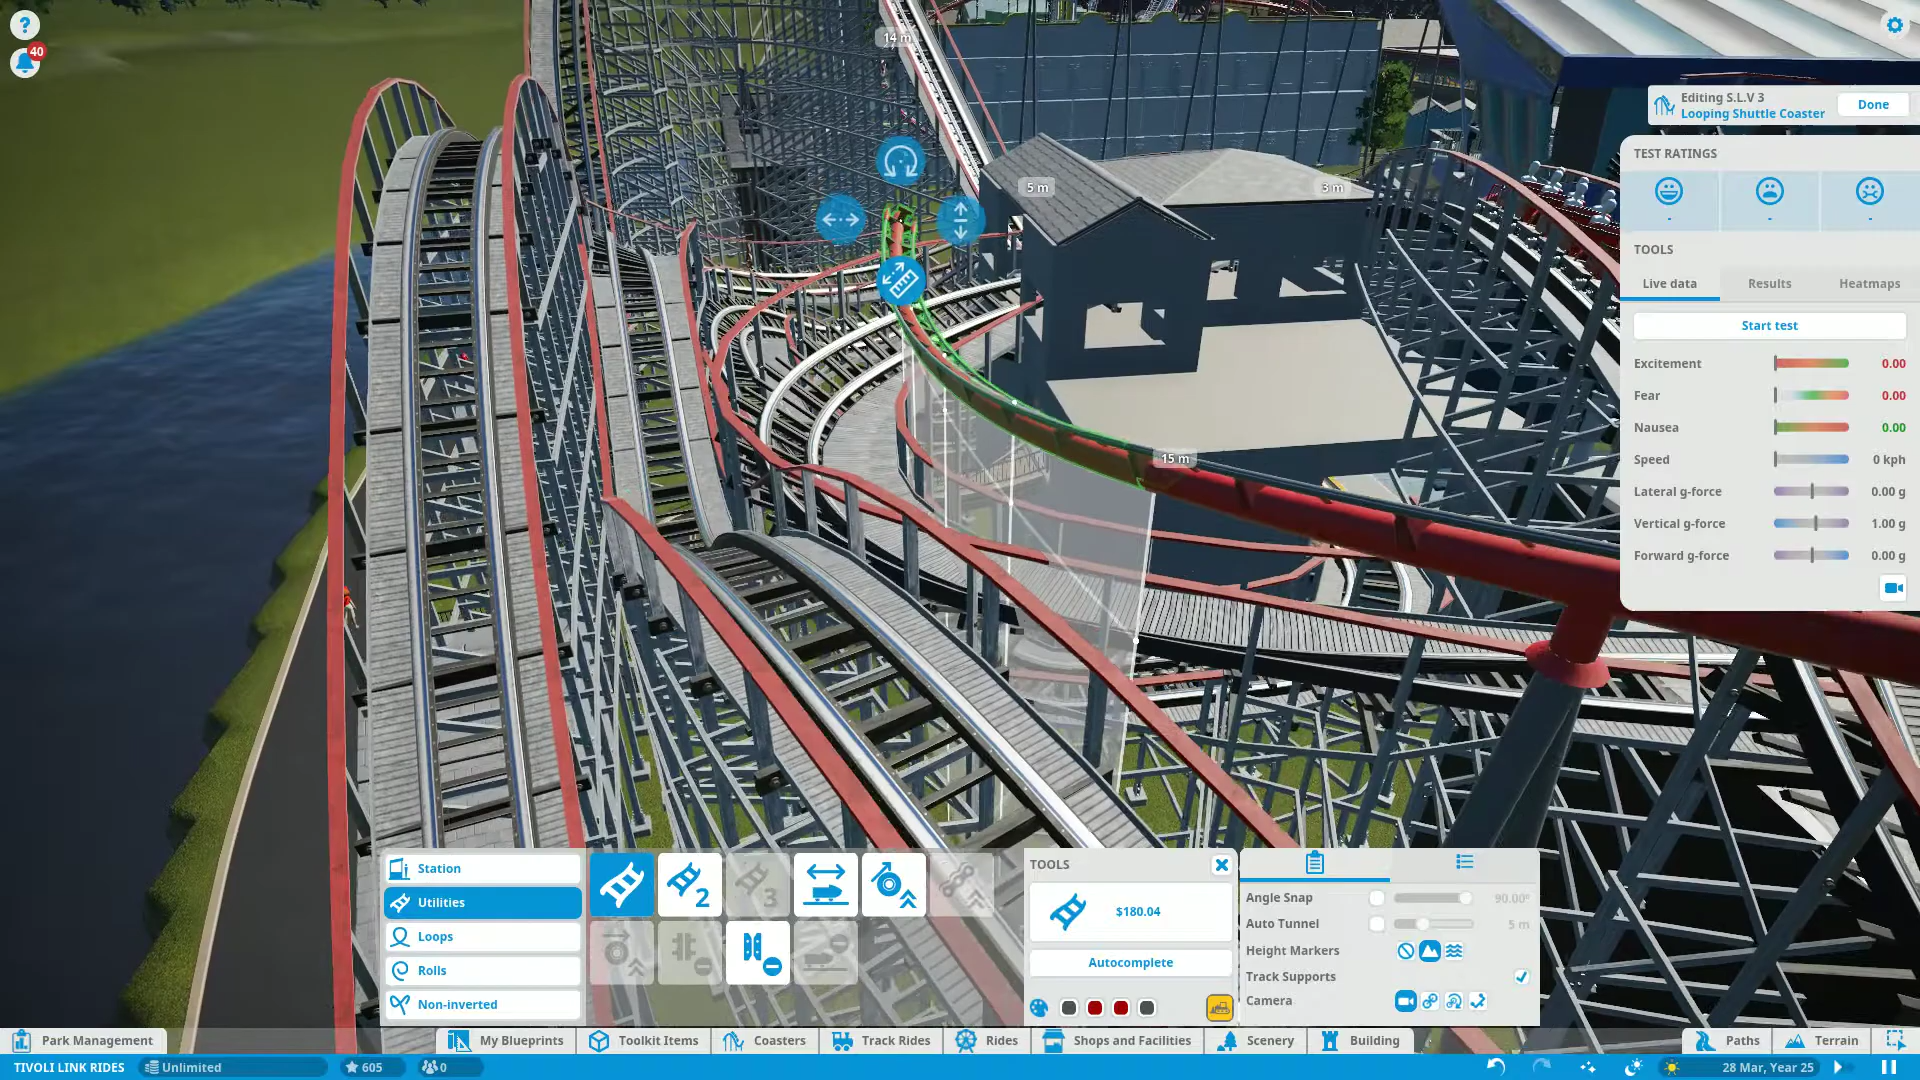 ?
40
14 m
5 m
3 m
15 m
Editing S.L.V 3
Looping Shuttle Coaster
Done
TEST RATINGS
- - -
TOOLS
Live data Results Heatmaps
Start test
Excitement 0.00
Fear 0.00
Nausea 0.00
Speed 0 kph
Lateral g-force 0.00 g
Vertical g-force 1.00 g
Forward g-force 0.00 g
Station
Utilities
Loops
Rolls
Non-inverted
2
3
TOOLS
$180.04
Autocomplete
Angle Snap 90.00°
Auto Tunnel 5 m
Height Markers
Track Supports
Camera
Park Management My Blueprints Toolkit Items Coasters Track Rides Rides Shops and Facilities Scenery Building Paths Terrain
TIVOLI LINK RIDES Unlimited 605 0 28 Mar, Year 25